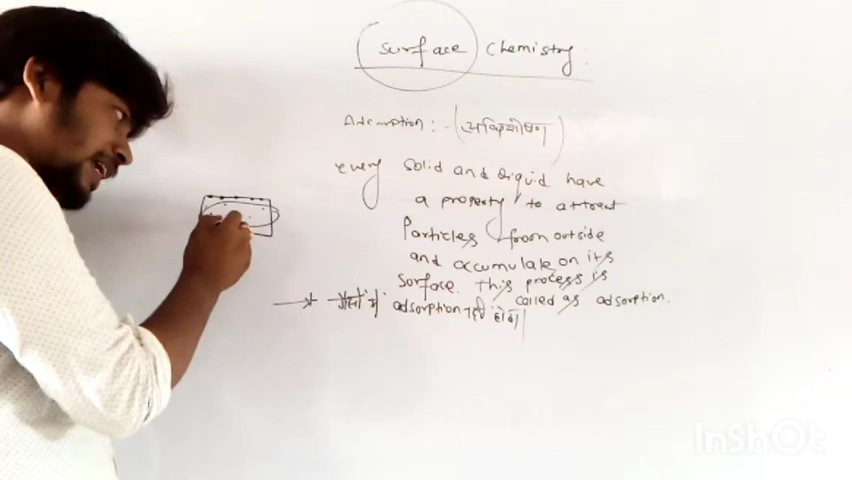 Surface Chemistry
Adsorption :- (अधिशोषण)
every solid and liquid have
a property to attract
Particles from outside
and accumulate on its
surface. This process is
called as adsorption.
→ गैसों में adsorption नहीं होता
InShOt